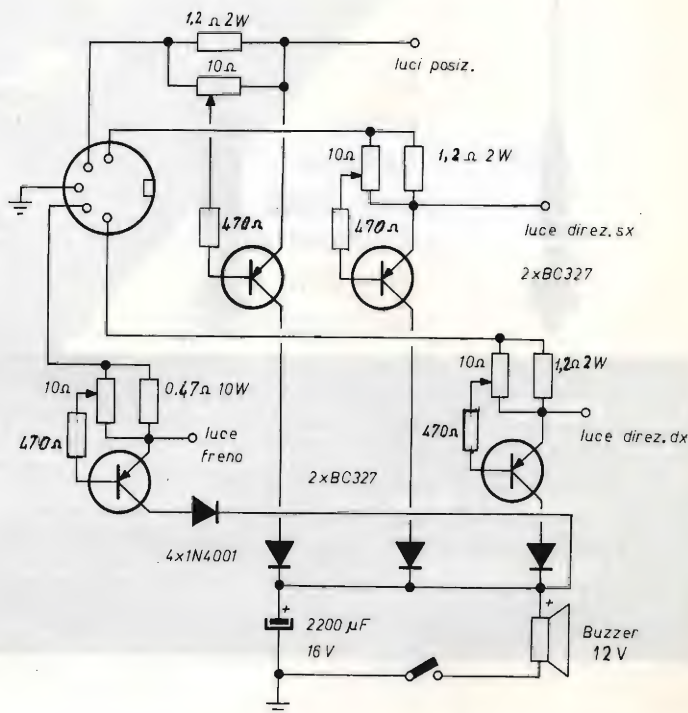 1,2 Ω 2W
10Ω
luci posiz.
10Ω
1,2 Ω 2W
470Ω
470Ω
luce direz.sx
2xBC327
10Ω
0.47Ω 10W
10Ω
1,2Ω 2W
470Ω
luce
freno
470Ω
luce direz.dx
2xBC327
4x1N4001
+
2200 µF
16 V
+
Buzzer
12 V